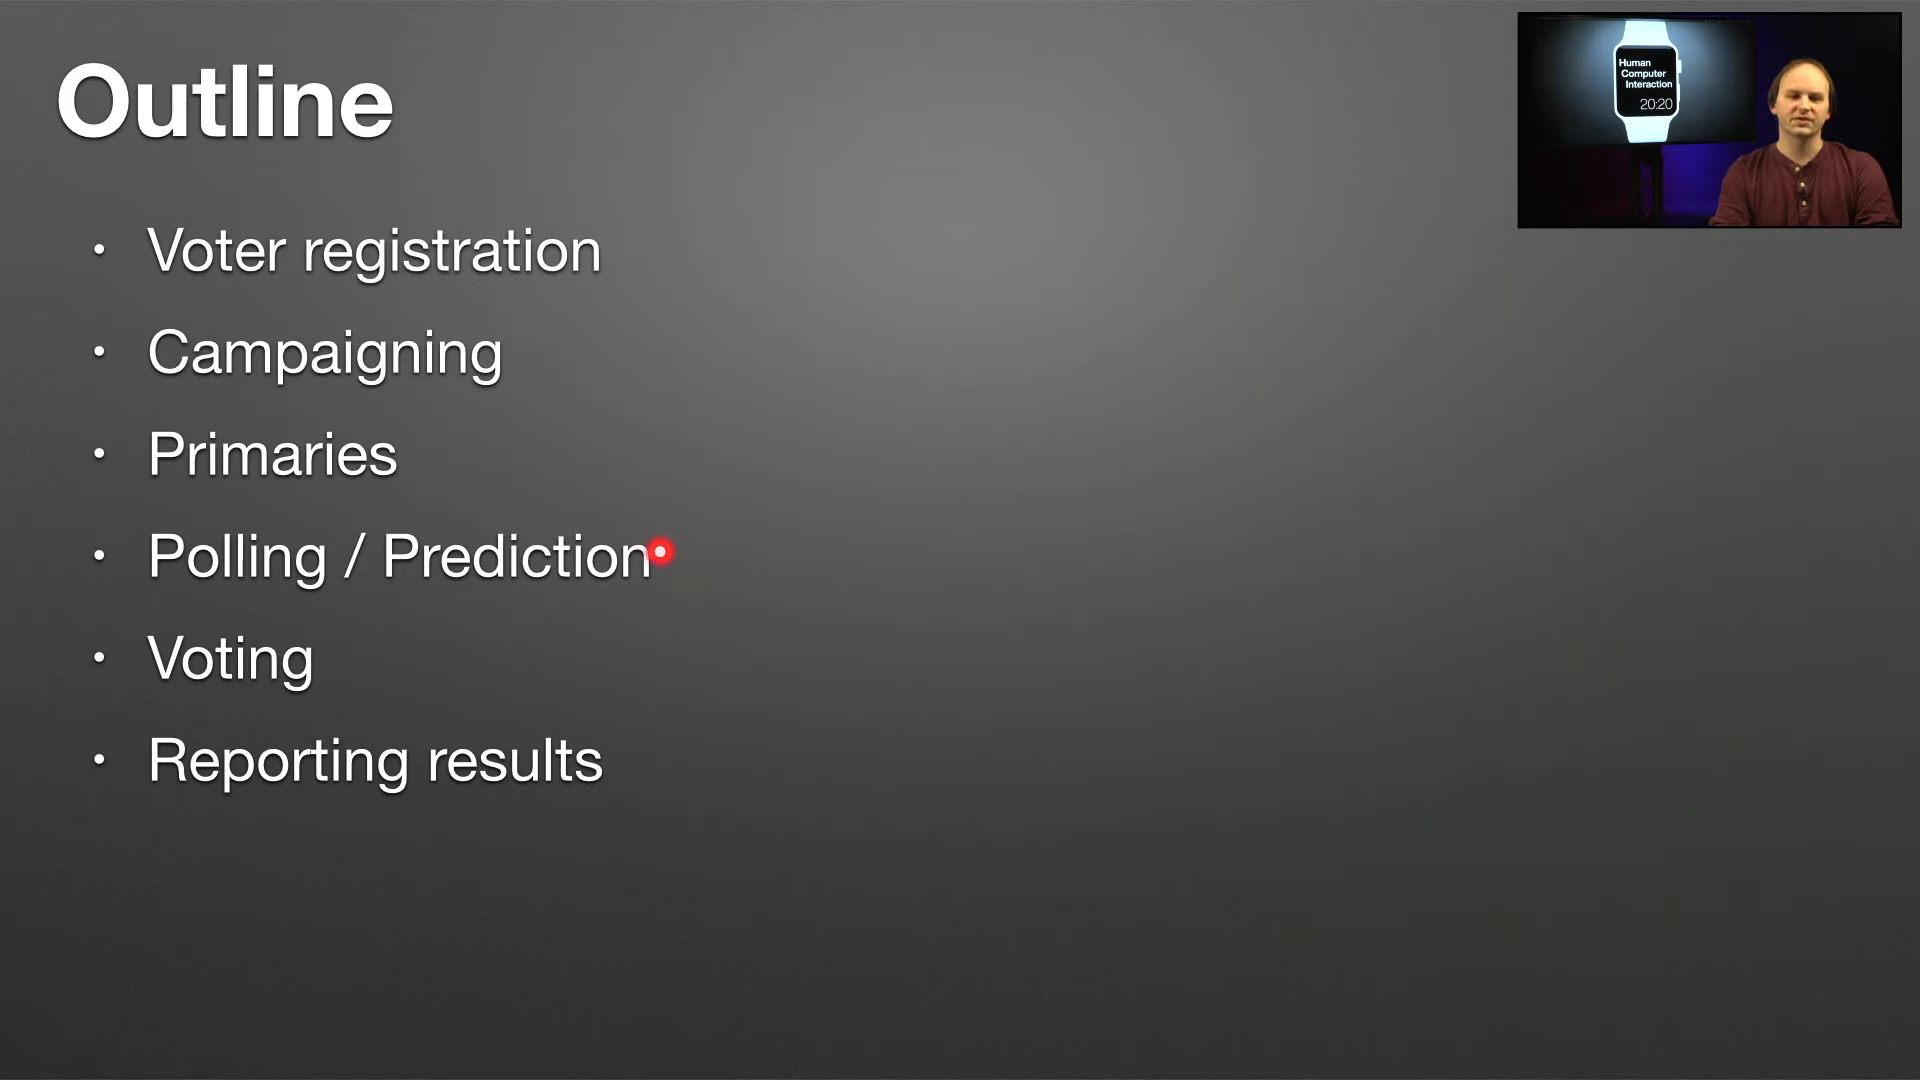 Outline
• Voter registration
• Campaigning
• Primaries
• Polling / Prediction
• Voting
• Reporting results
Human
Computer
Interaction
20:20